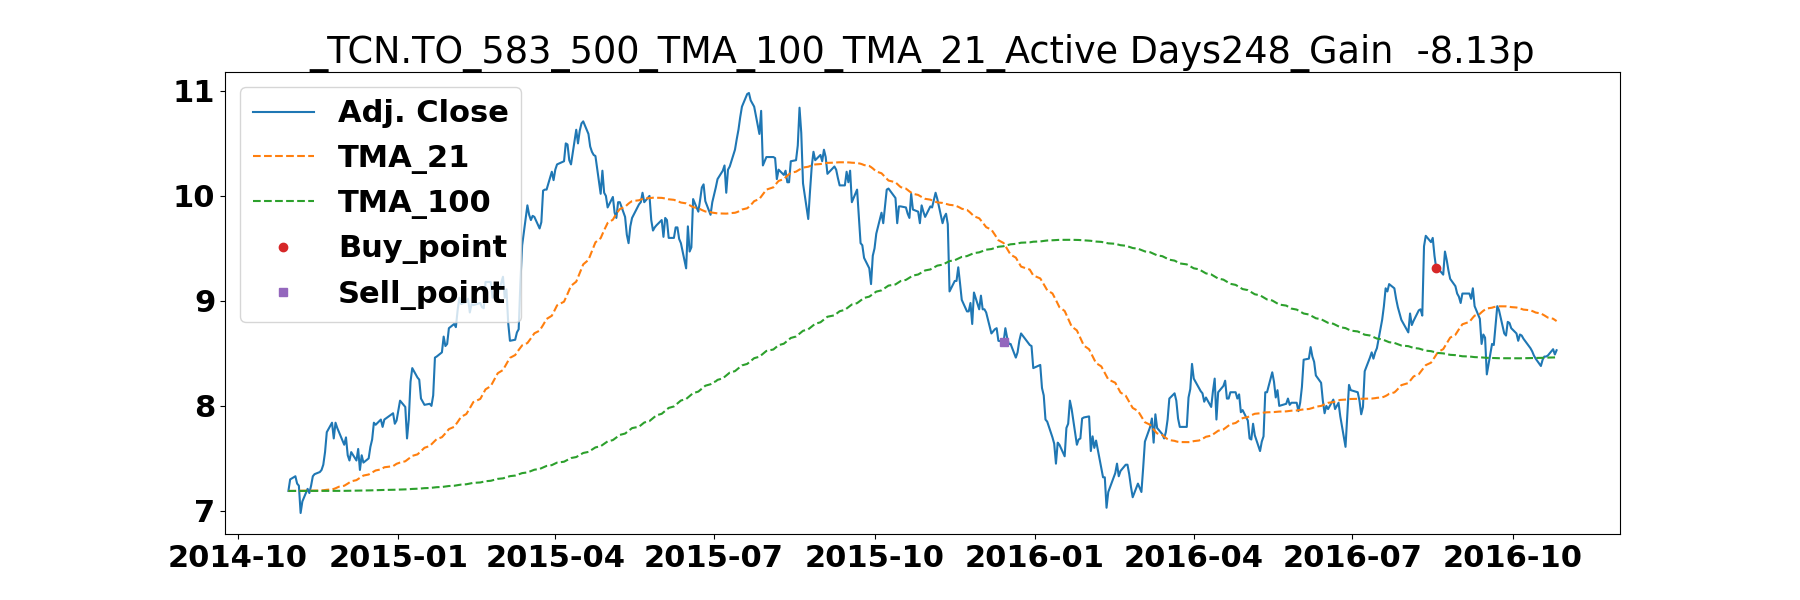 _TCN.TO_583_500_TMA_100_TMA_21_Active Days248_Gain  -8.13p
11
10
9
8
7
Adj. Close
TMA_21
TMA_100
Buy_point
Sell_point
2014-10 2015-01 2015-04 2015-07 2015-10 2016-01 2016-04 2016-07 2016-10